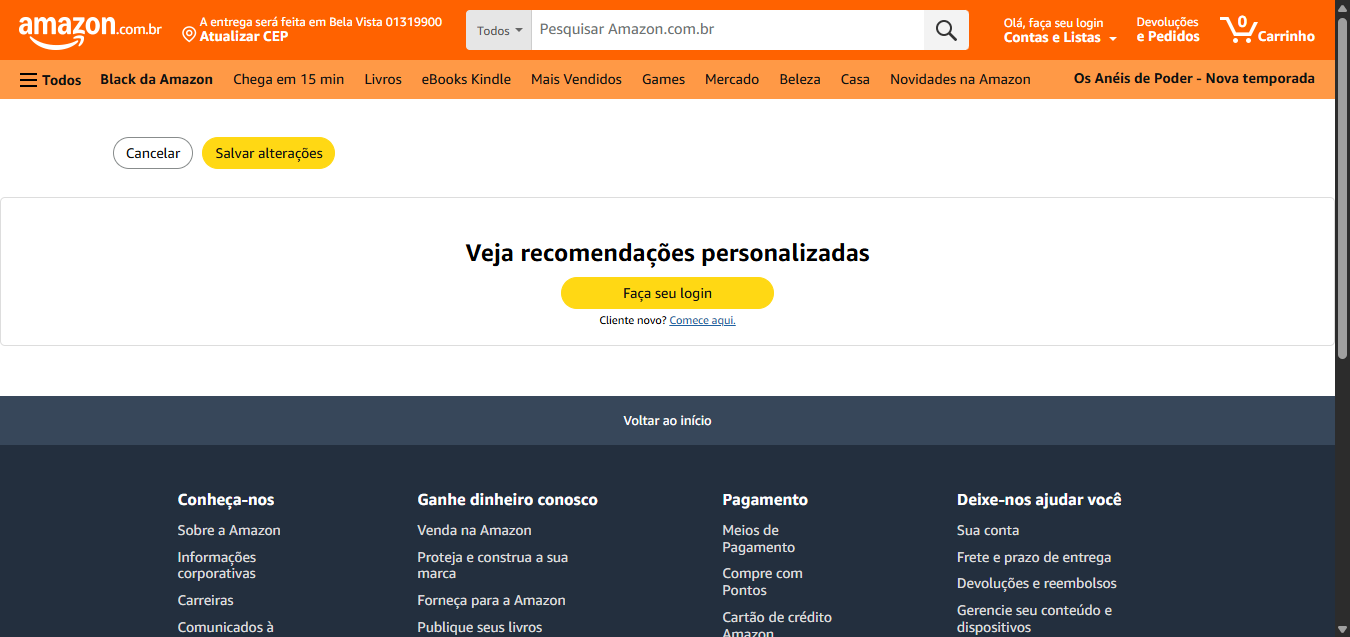 amazon.com.br
A entrega será feita em Bela Vista 01319900
Atualizar CEP
Todos
Pesquisar Amazon.com.br
Olá, faça seu login
Contas e Listas
Devoluções
e Pedidos
0
Carrinho
Todos
Black da Amazon
Chega em 15 min
Livros
eBooks Kindle
Mais Vendidos
Games
Mercado
Beleza
Casa
Novidades na Amazon
Os Anéis de Poder - Nova temporada
Cancelar
Salvar alterações
Veja recomendações personalizadas
Faça seu login
Cliente novo? Comece aqui.
Voltar ao início
Conheça-nos
Sobre a Amazon
Informações
corporativas
Carreiras
Comunicados à
Ganhe dinheiro conosco
Venda na Amazon
Proteja e construa a sua
marca
Forneça para a Amazon
Publique seus livros
Pagamento
Meios de
Pagamento
Compre com
Pontos
Cartão de crédito
Amazon
Deixe-nos ajudar você
Sua conta
Frete e prazo de entrega
Devoluções e reembolsos
Gerencie seu conteúdo e
dispositivos